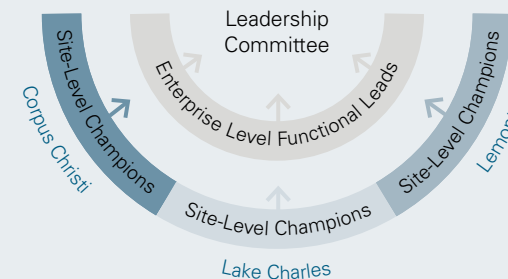 Leadership
Committee
Enterprise Level Functional Leads
Site-Level Champions
Corpus Christi
Site-Level Champions
Lake Charles
Site-Level Champions